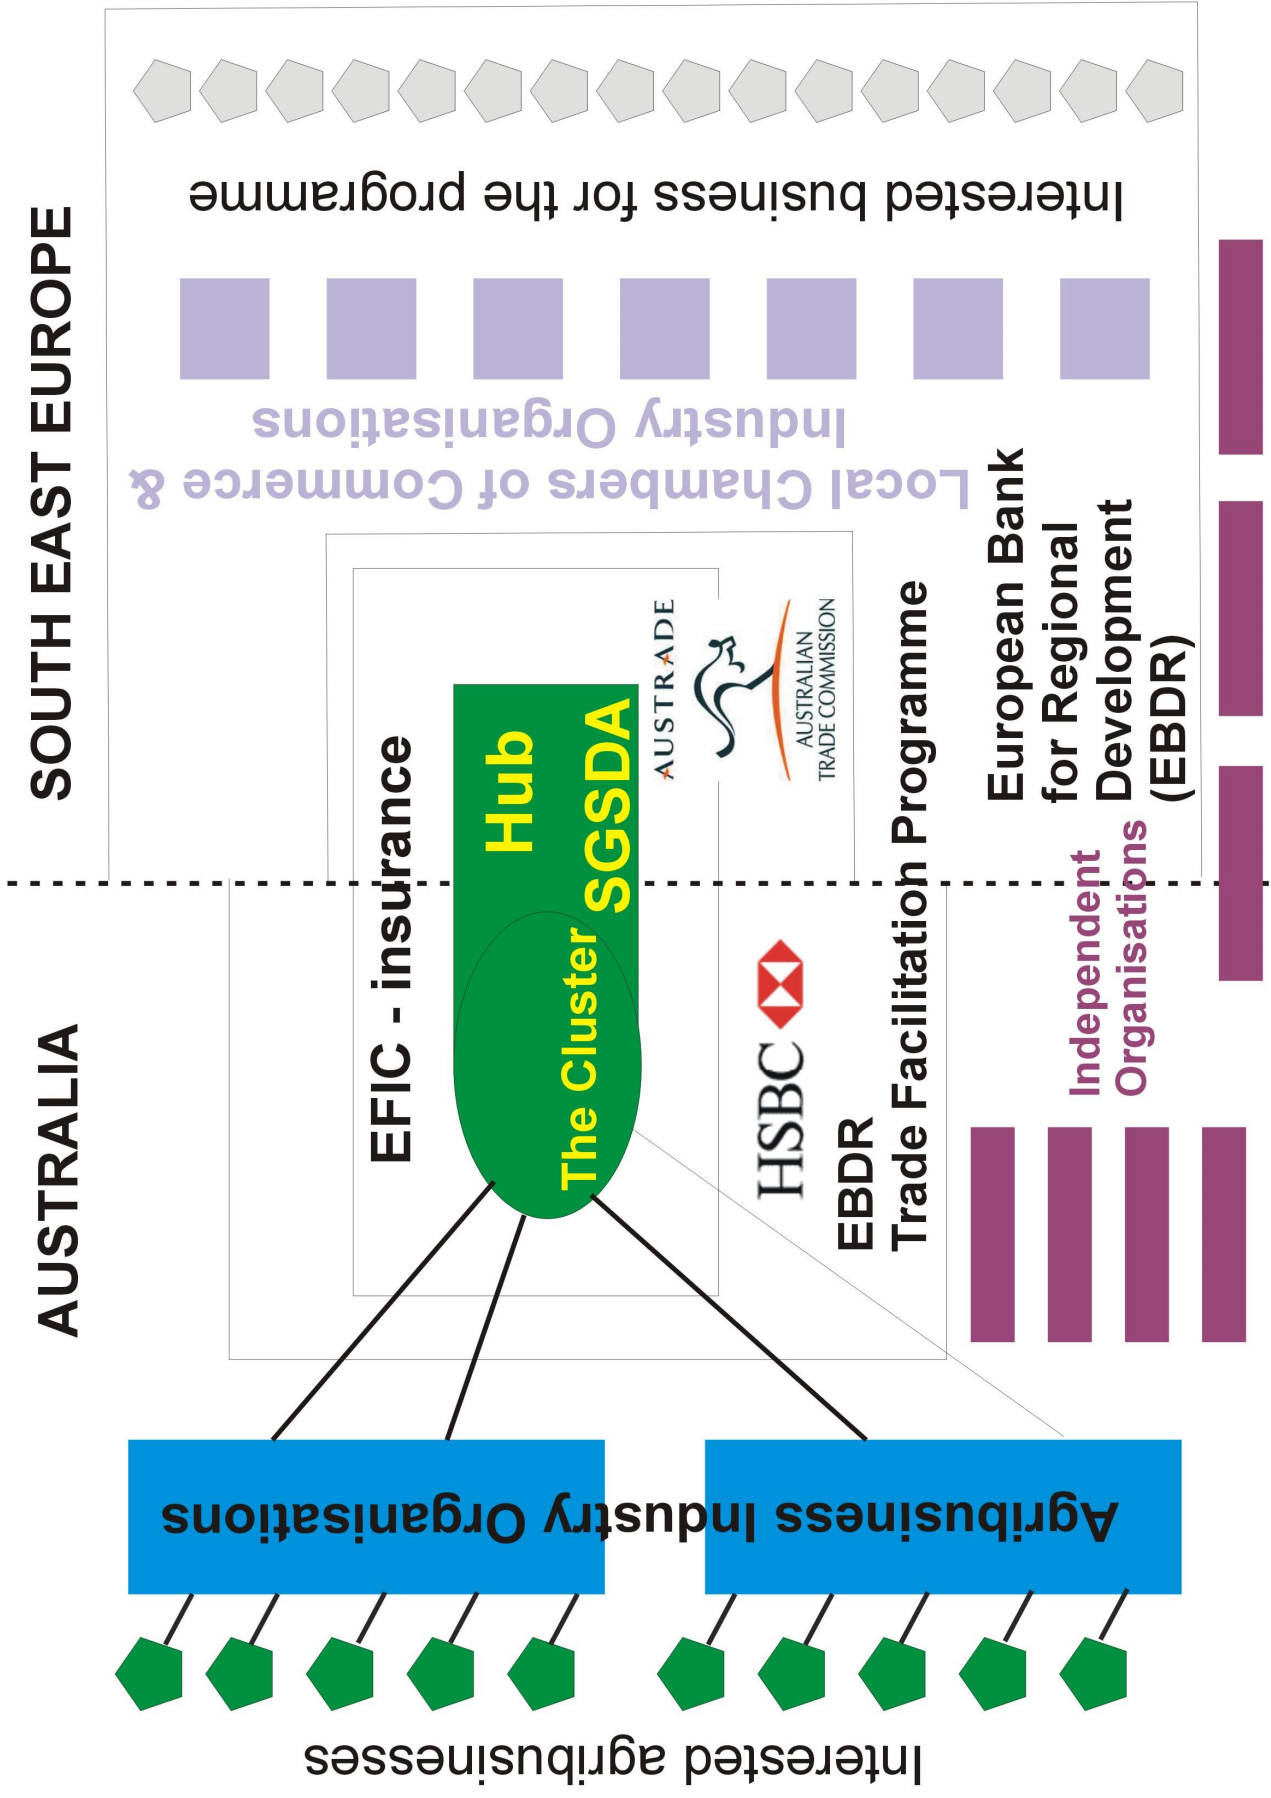 AUSTRALIA
SOUTH EAST EUROPE
Interested agribusinesses
Agribusiness Industry Organisations
EFIC - insurance
The Cluster
Hub
SGSDA
AUSTRADE
AUSTRALIAN
TRADE COMMISSION
HSBC
EBDR
Trade Facilitation Programme
European Bank
for Regional
Development
(EBDR)
Independent
Organisations
Local Chambers of Commerce &
Industry Organisations
Interested business for the programme